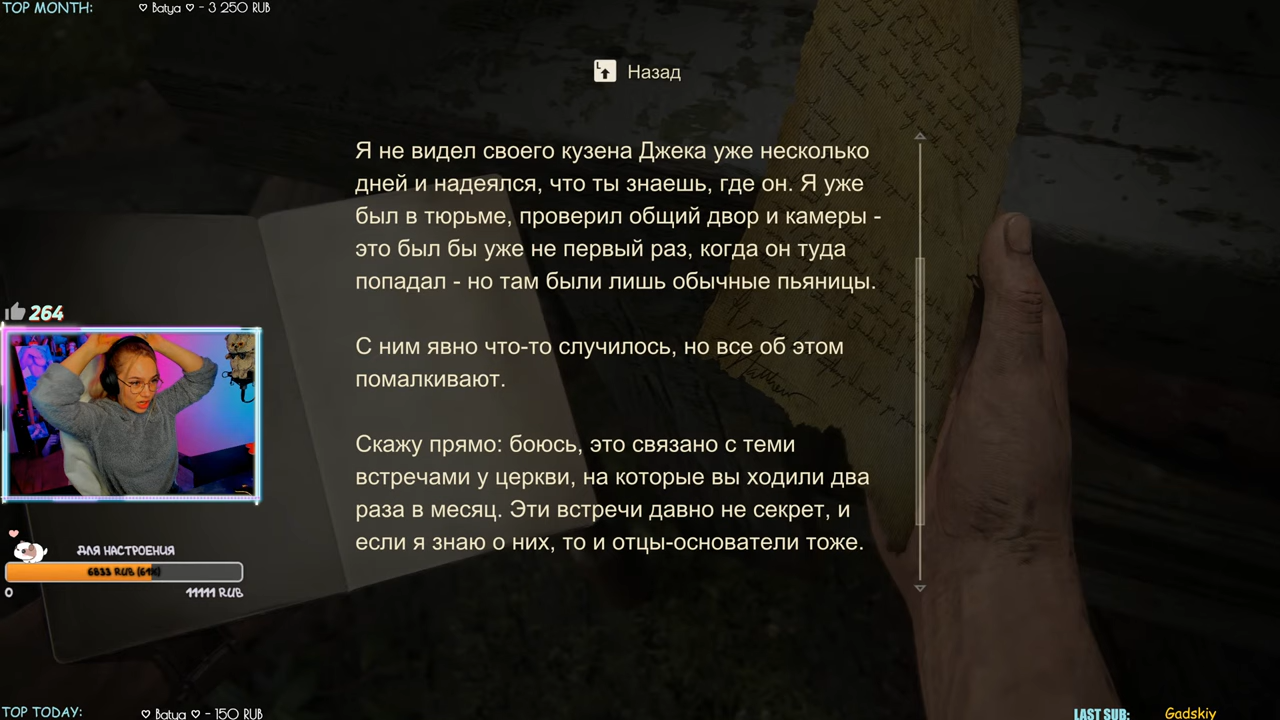 TOP MONTH: ♡ Batya ♡ - 3 250 RUB
L Назад
Я не видел своего кузена Джека уже несколько
дней и надеялся, что ты знаешь, где он. Я уже
был в тюрьме, проверил общий двор и камеры -
это был бы уже не первый раз, когда он туда
попадал - но там были лишь обычные пьяницы.
С ним явно что-то случилось, но все об этом
помалкивают.
Скажу прямо: боюсь, это связано с теми
встречами у церкви, на которые вы ходили два
раза в месяц. Эти встречи давно не секрет, и
если я знаю о них, то и отцы-основатели тоже.
264
ДЛЯ НАСТРОЕНИЯ
6833 RUB (61%)
0 11111 RUB
TOP TODAY: ♡ Batya ♡ - 150 RUB
LAST SUB: Gadskiy